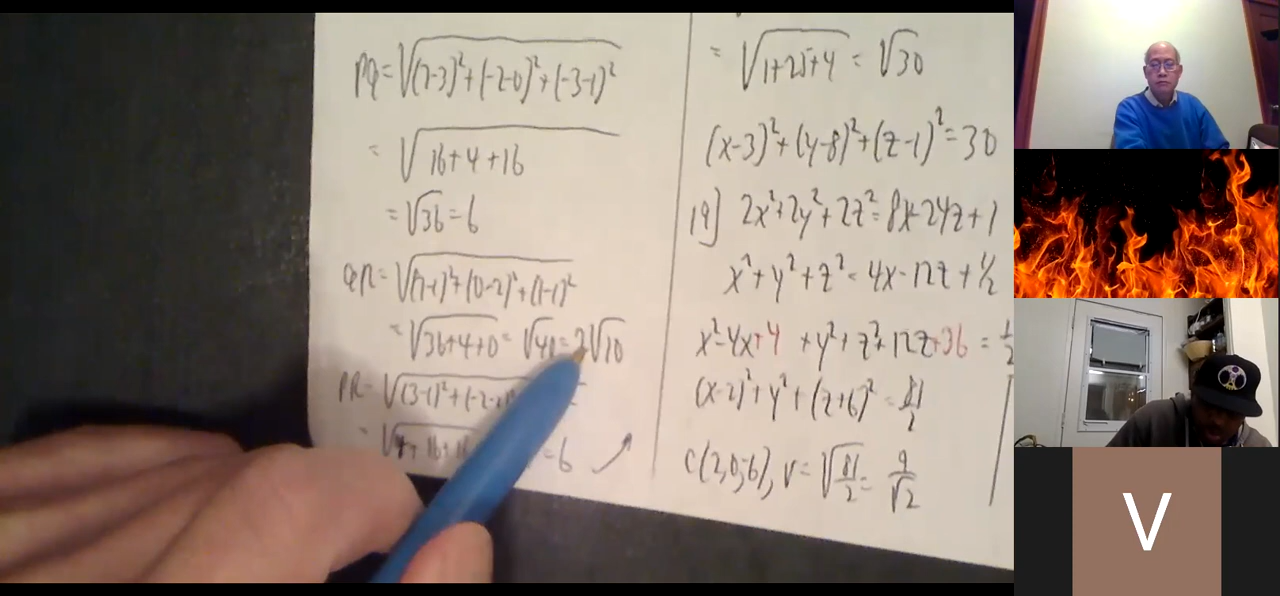 PQ = √(7-3)²+(-2-0)²+(-3-1)²
= √16+4+16
= √36 = 6
QR = √(7-1)²+(0-2)²+(1-1)²
= √36+4+0 = √40 = 2√10
PR = √(3-1)²+(-2-
= 6
= √1+25+4 = √30
(x-3)²+(y-8)²+(z-1)²=30
19] 2x²+2y²+2z²=8x-24z+1
x²+y²+z²=4x-12z+1/2
x²-4x+4 +y²+z²+12z+36 = 1/2
(x-2)²+y²+(z+6)² = 81/2
C(2,0,-6), r = √81/2 = 9/√2
V